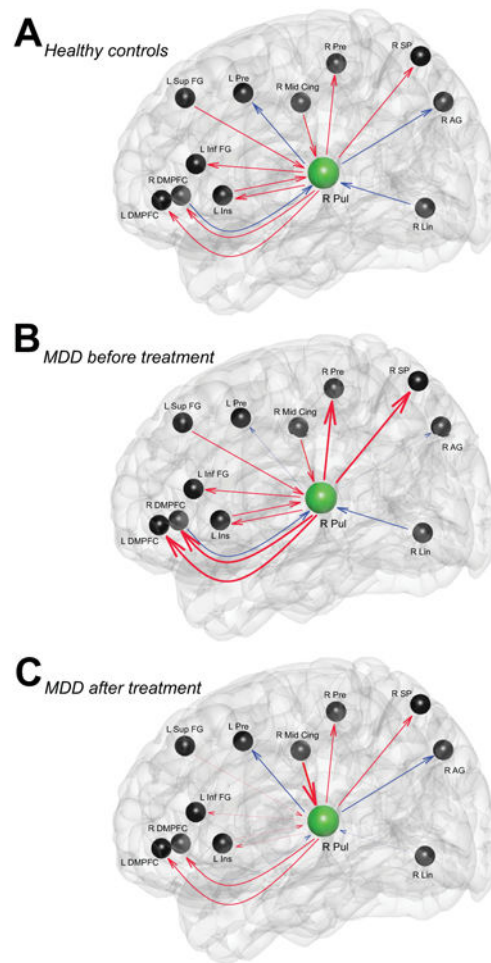 A
Healthy controls
R SP
R Pre
L Sup FG
L Pre
R Mid Cing
R AG
L Inf FG
R DMPFC
L DMPFC
L Ins
R Pul
R Lin
B
MDD before treatment
R SP
R Pre
L Sup FG
L Pre
R Mid Cing
R AG
L Inf FG
R DMPFC
L DMPFC
L Ins
R Pul
R Lin
C
MDD after treatment
R SP
R Pre
L Sup FG
L Pre
R Mid Cing
R AG
L Inf FG
R DMPFC
L DMPFC
L Ins
R Pul
R Lin